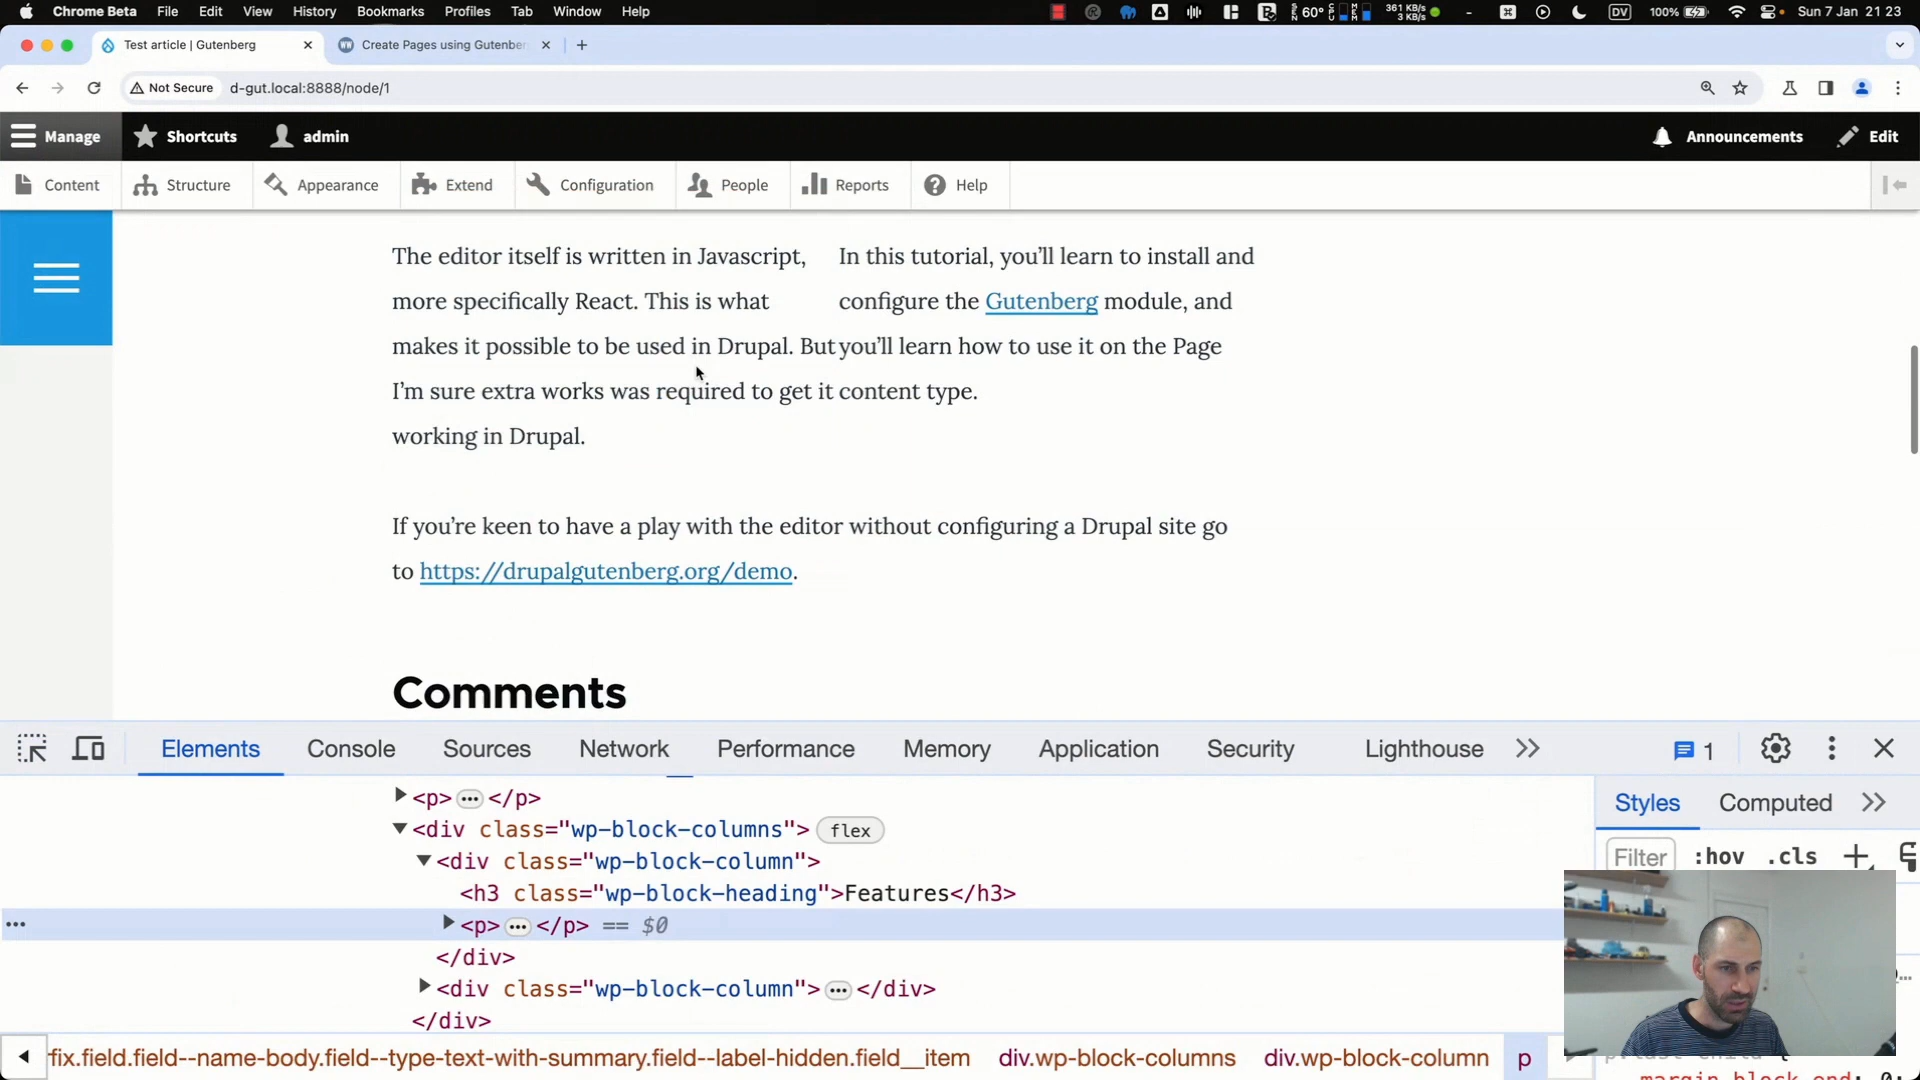 Chrome Beta File Edit View History Bookmarks Profiles Tab Window Help
60° 361 KB/s 3 KB/s DV 100% Sun 7 Jan 21 23
Test article | Gutenberg
Create Pages using Gutenber
Not Secure d-gut.local:8888/node/1
Manage Shortcuts admin Announcements Edit
Content Structure Appearance Extend Configuration People Reports Help
The editor itself is written in Javascript,
more specifically React. This is what
makes it possible to be used in Drupal. But
I’m sure extra works was required to get it
working in Drupal.
In this tutorial, you’ll learn to install and
configure the Gutenberg module, and
you’ll learn how to use it on the Page
content type.
If you’re keen to have a play with the editor without configuring a Drupal site go
to https://drupalgutenberg.org/demo.
Comments
Elements Console Sources Network Performance Memory Application Security Lighthouse 1
<p> ••• </p>
<div class="wp-block-columns"> flex
<div class="wp-block-column">
<h3 class="wp-block-heading">Features</h3>
<p> ••• </p> == $0
</div>
<div class="wp-block-column"> ••• </div>
</div>
Styles Computed
Filter :hov .cls
fix.field.field--name-body.field--type-text-with-summary.field--label-hidden.field__item div.wp-block-columns div.wp-block-column p